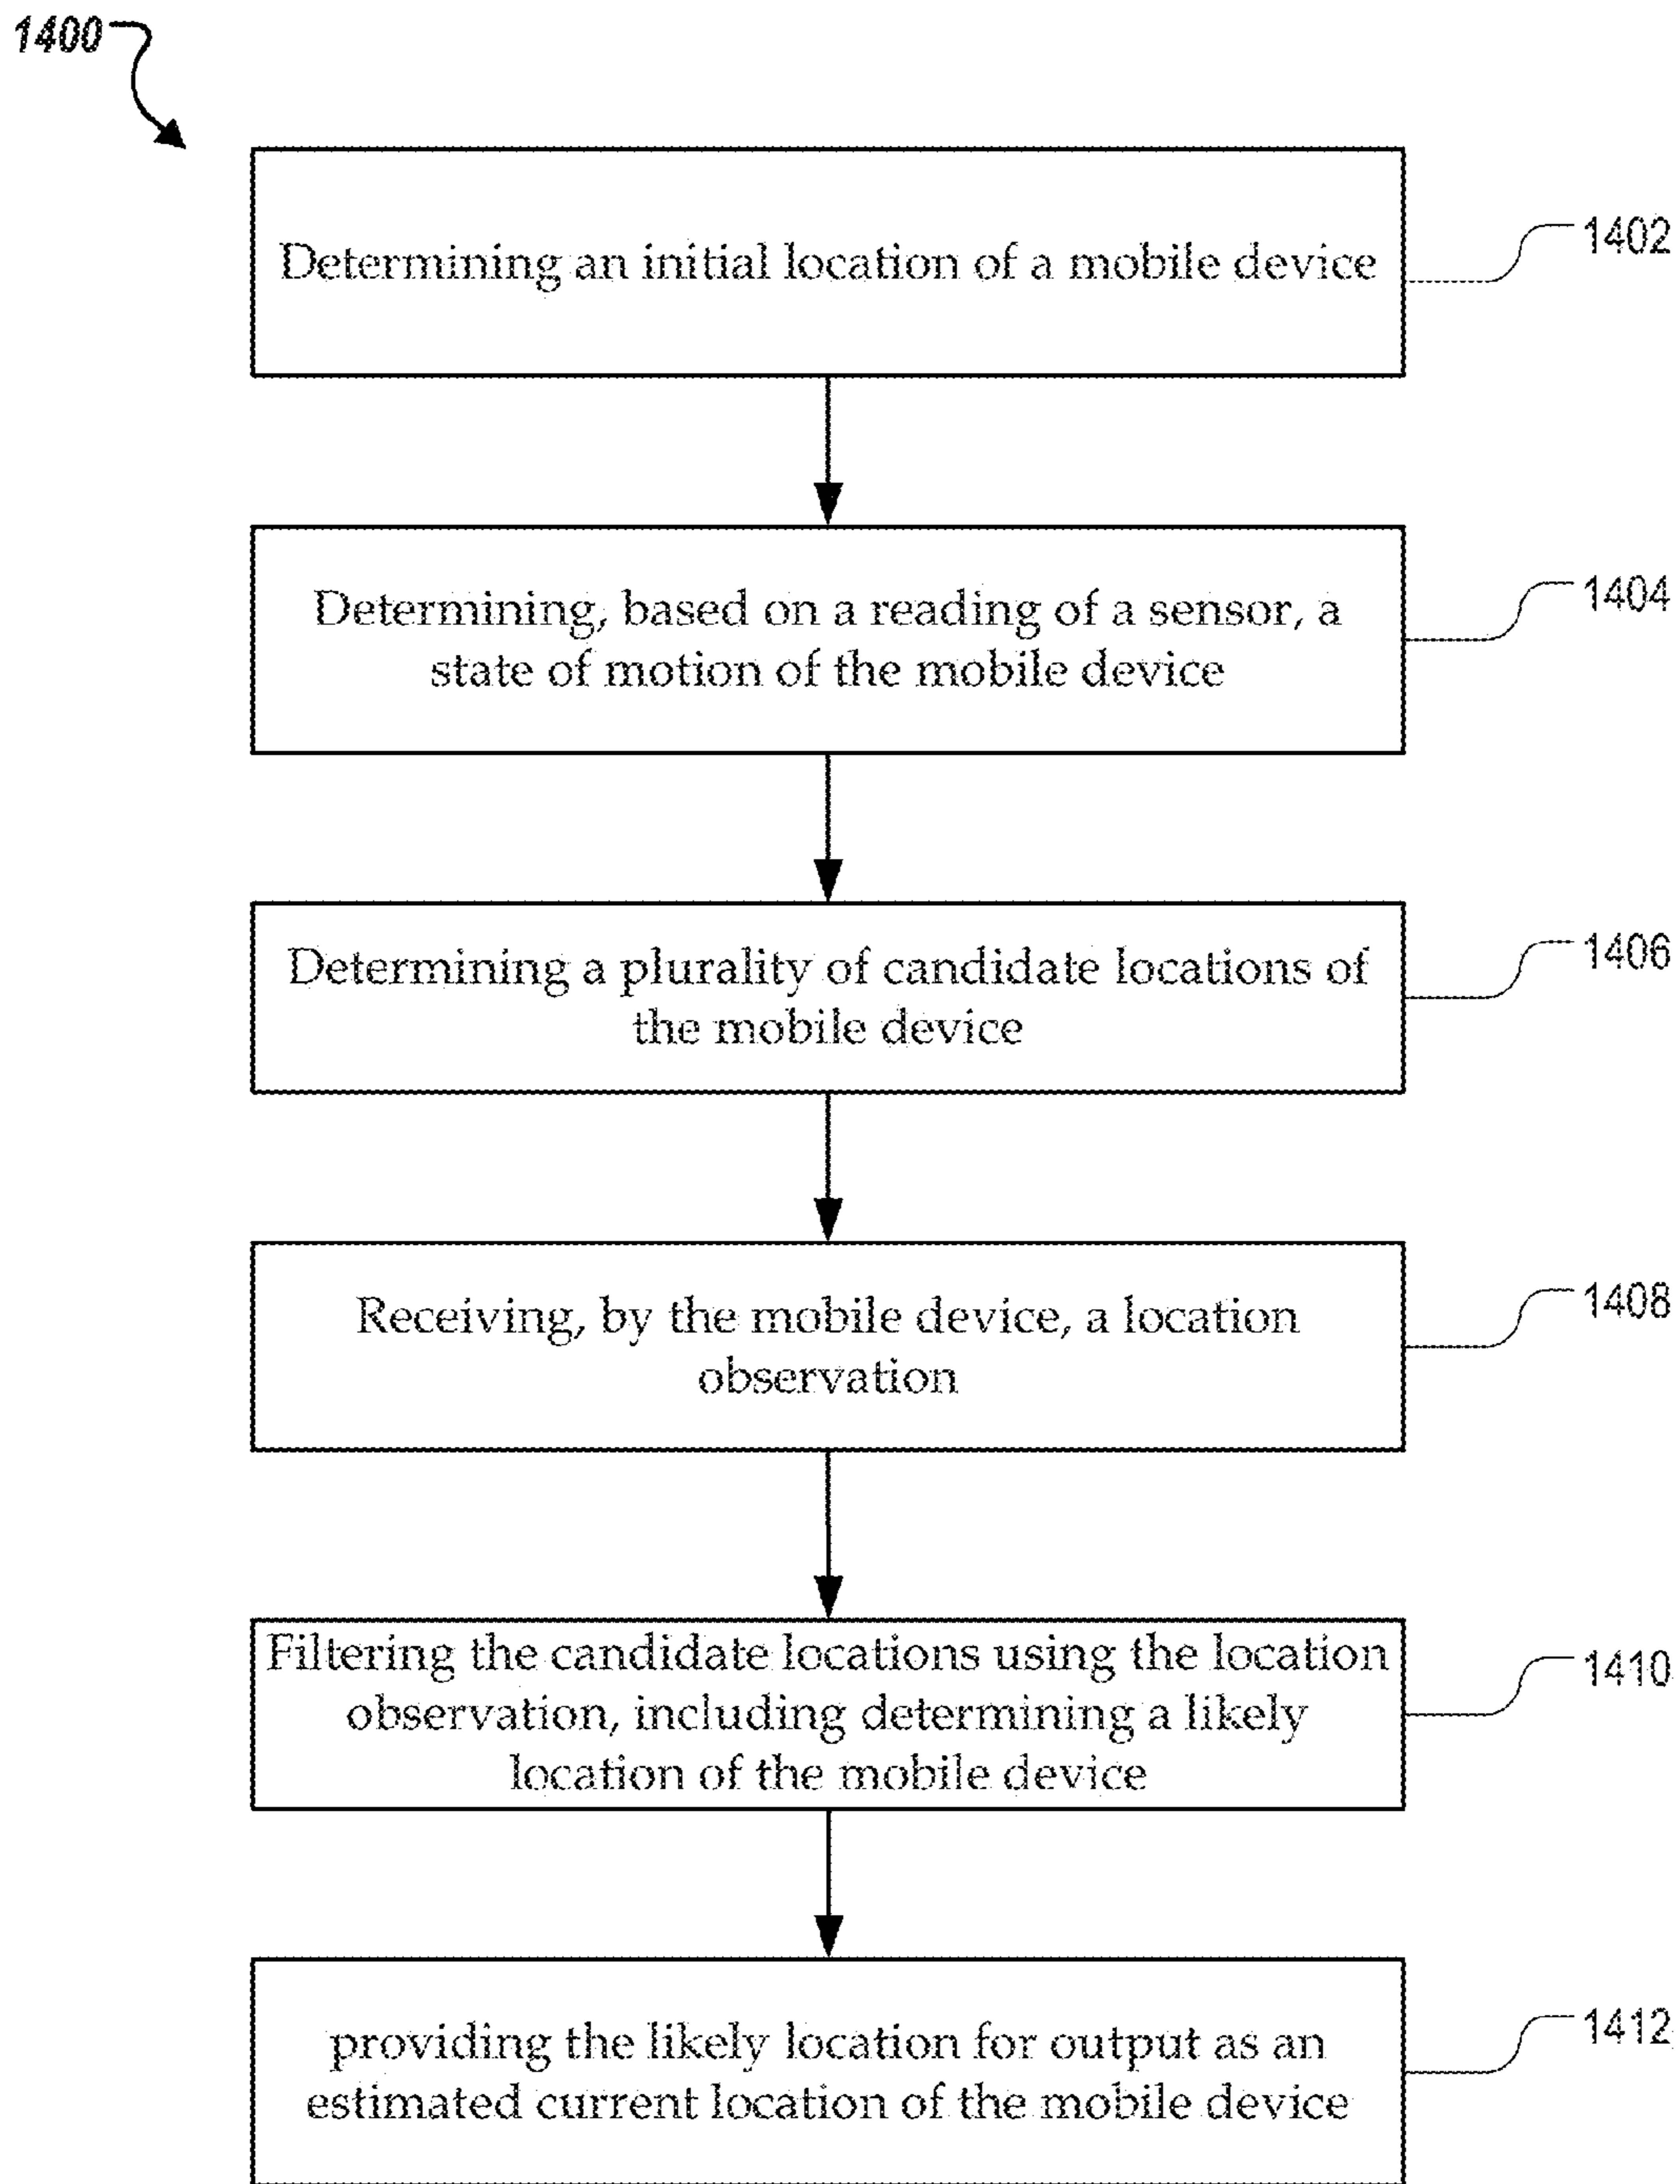 1400
Determining an initial location of a mobile device
1402
Determining, based on a reading of a sensor, a
state of motion of the mobile device
1404
Determining a plurality of candidate locations of
the mobile device
1406
Receiving, by the mobile device, a location
observation
1408
Filtering the candidate locations using the location
observation, including determining a likely
location of the mobile device
1410
providing the likely location for output as an
estimated current location of the mobile device
1412